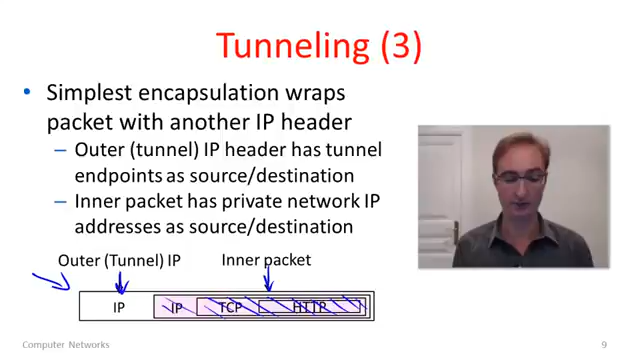 Tunneling (3)
• Simplest encapsulation wraps
packet with another IP header
– Outer (tunnel) IP header has tunnel
endpoints as source/destination
– Inner packet has private network IP
addresses as source/destination
Outer (Tunnel) IP Inner packet
IP IP TCP HTTP
Computer Networks 9